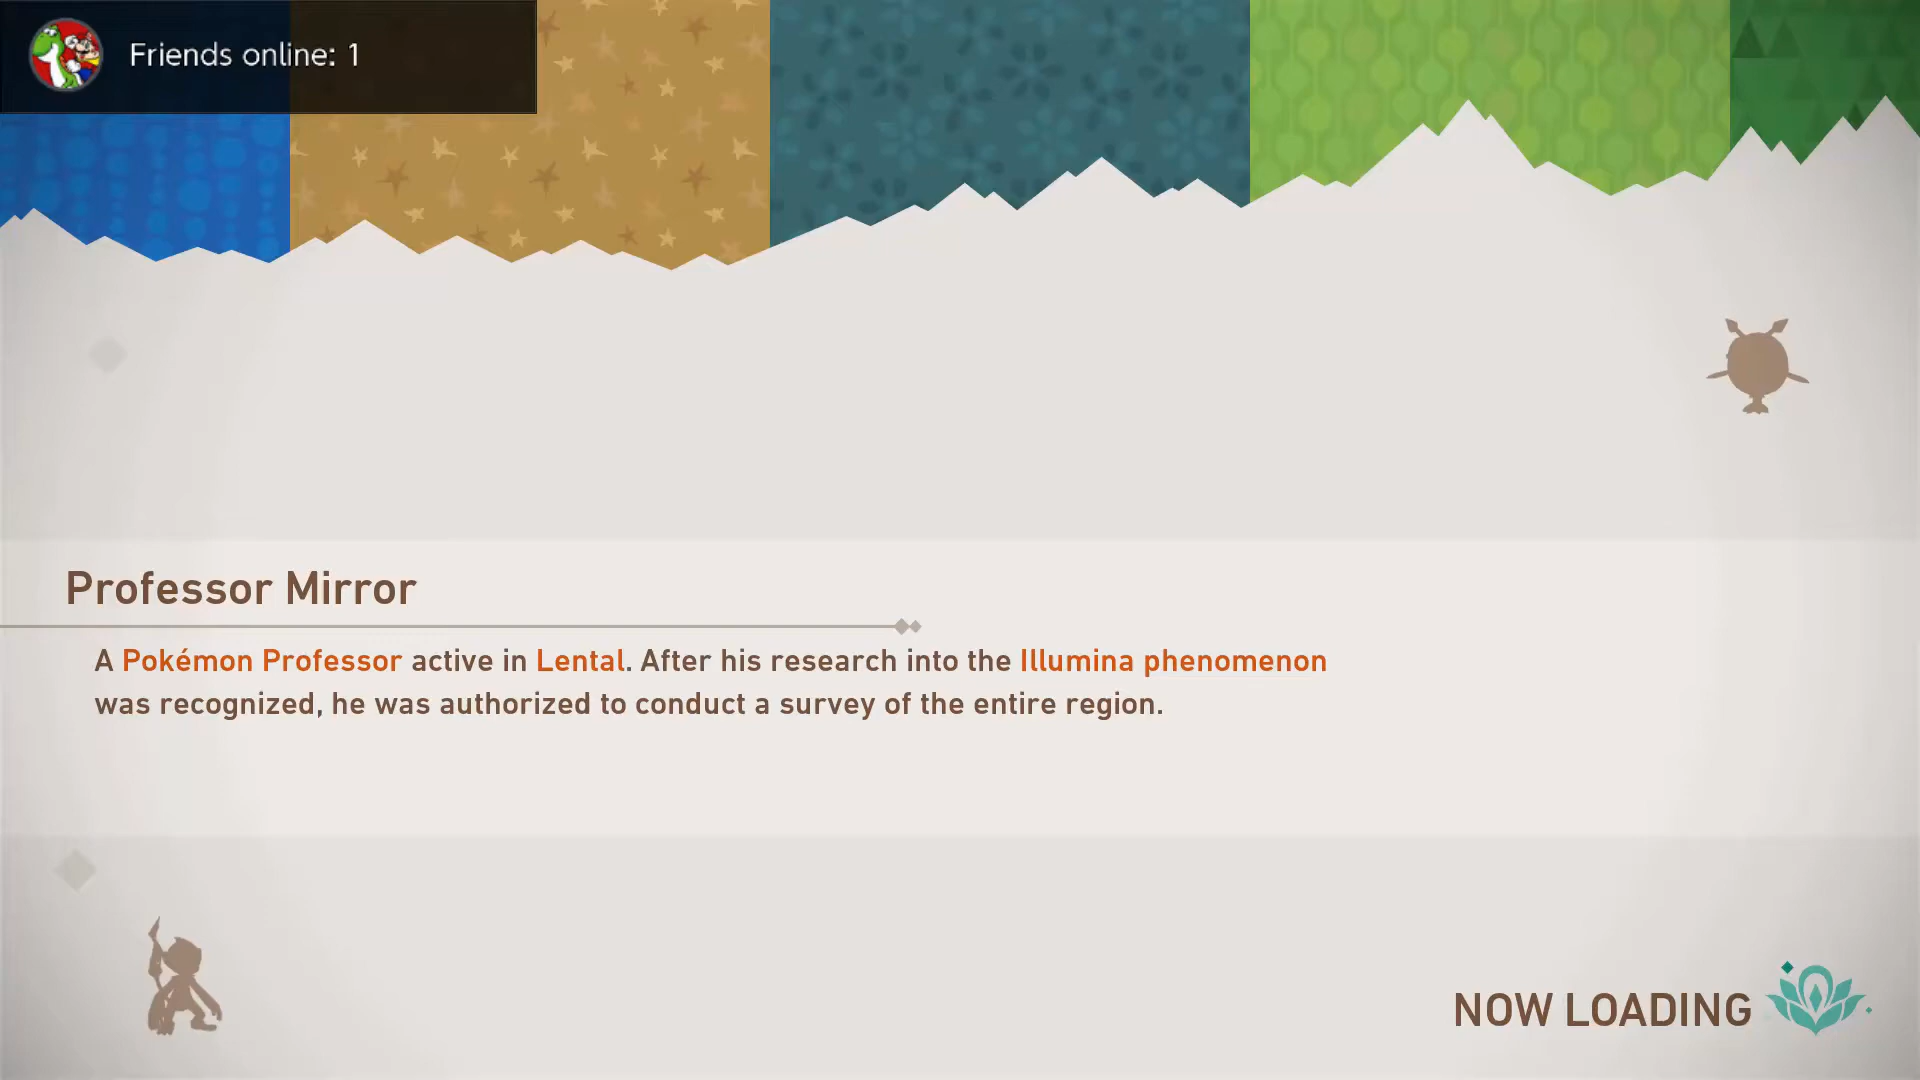 Friends online: 1
Professor Mirror
A Pokémon Professor active in Lental. After his research into the Illumina phenomenon
was recognized, he was authorized to conduct a survey of the entire region.
NOW LOADING